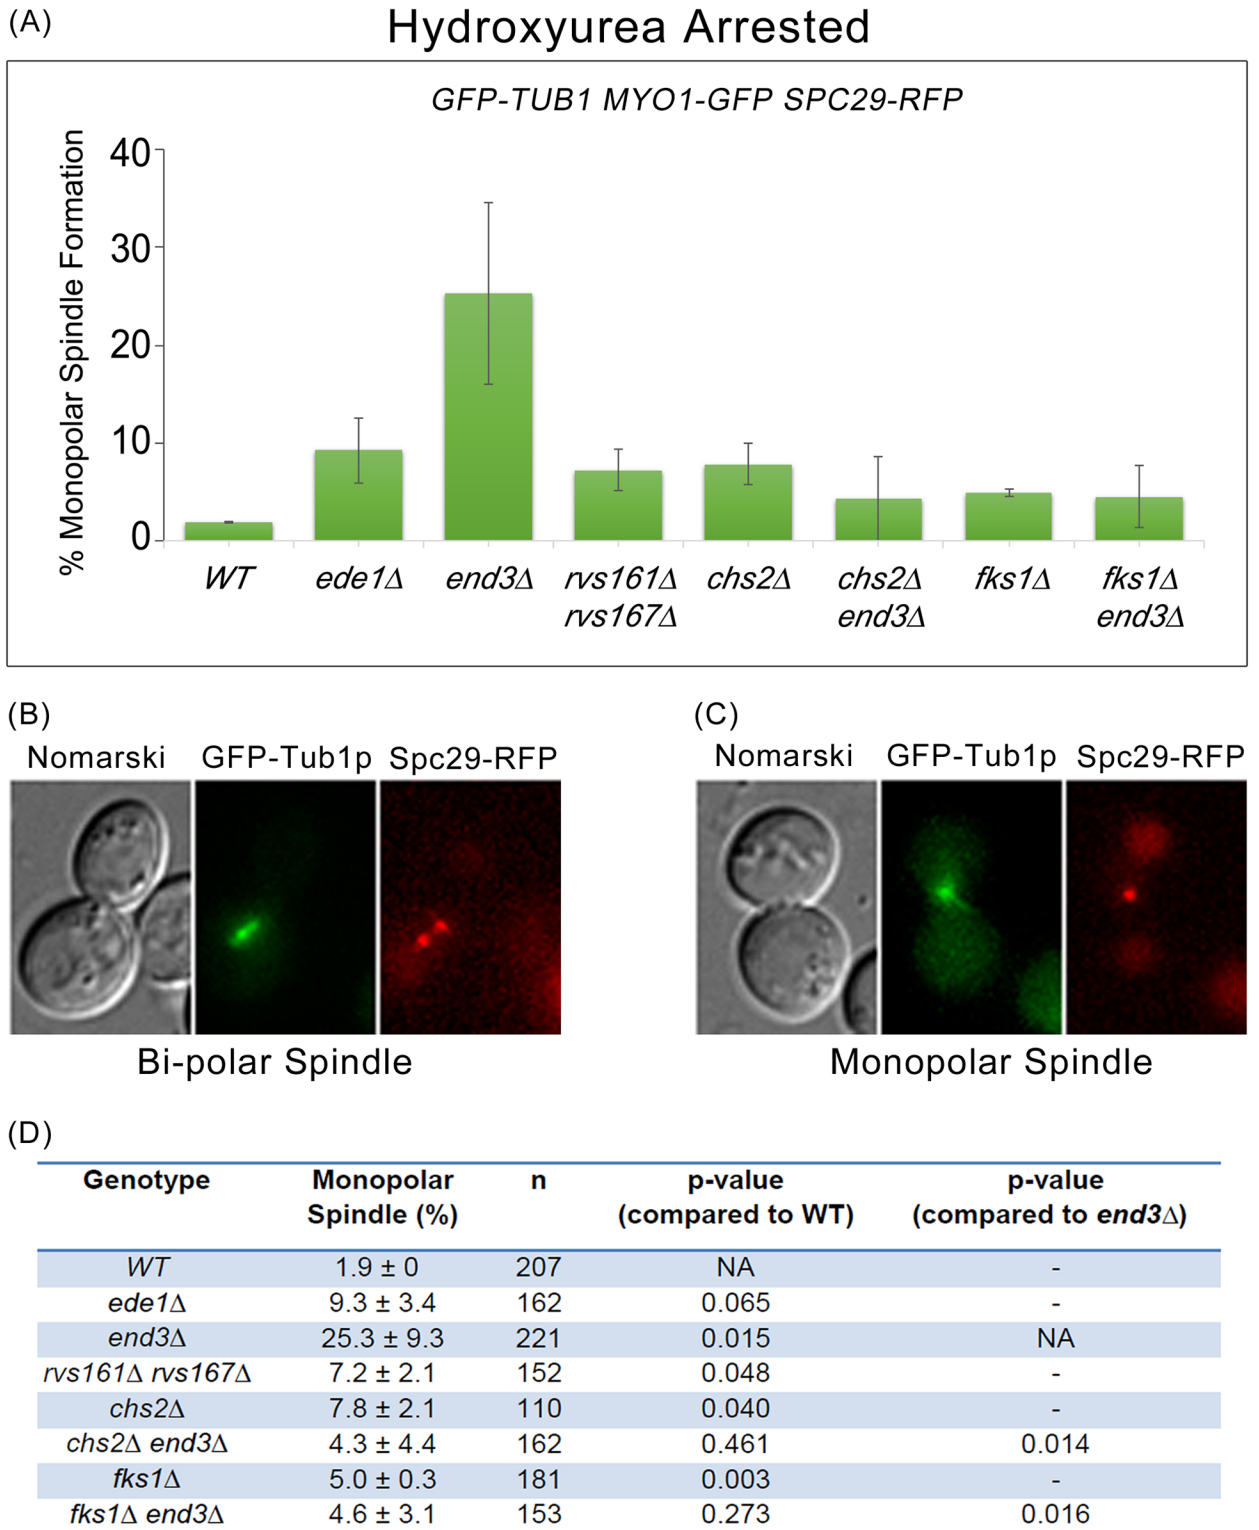 (A)
Hydroxyurea Arrested
GFP-TUB1 MYO1-GFP SPC29-RFP
% Monopolar Spindle Formation
40
30
20
10
0
WT ede1Δ end3Δ rvs161Δ chs2Δ chs2Δ fks1Δ fks1Δ
rvs167Δ end3Δ end3Δ
(B)
Nomarski GFP-Tub1p Spc29-RFP
Bi-polar Spindle
(C)
Nomarski GFP-Tub1p Spc29-RFP
Monopolar Spindle
(D)
Genotype Monopolar n p-value p-value
Spindle (%) (compared to WT) (compared to end3Δ)
WT 1.9 ± 0 207 NA -
ede1Δ 9.3 ± 3.4 162 0.065 -
end3Δ 25.3 ± 9.3 221 0.015 NA
rvs161Δ rvs167Δ 7.2 ± 2.1 152 0.048 -
chs2Δ 7.8 ± 2.1 110 0.040 -
chs2Δ end3Δ 4.3 ± 4.4 162 0.461 0.014
fks1Δ 5.0 ± 0.3 181 0.003 -
fks1Δ end3Δ 4.6 ± 3.1 153 0.273 0.016